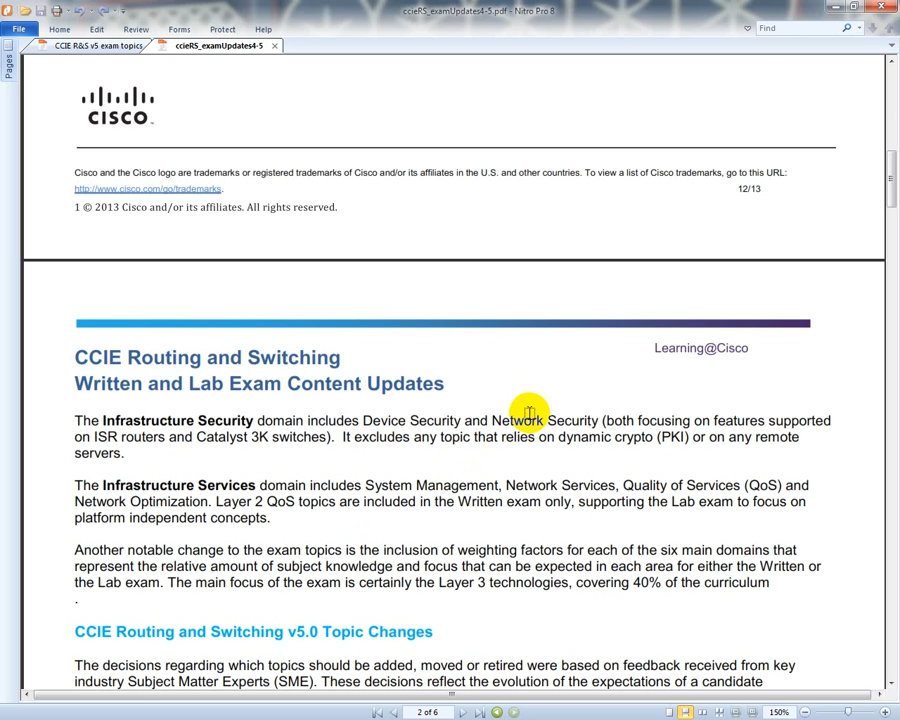 ccieRS_examUpdates4-5.pdf - Nitro Pro 8
File Home Edit Review Forms Protect Help Find
CCIE R&S v5 exam topics ccieRS_examUpdates4-5
Pages
CISCO
Cisco and the Cisco logo are trademarks or registered trademarks of Cisco and/or its affiliates in the U.S. and other countries. To view a list of Cisco trademarks, go to this URL:
http://www.cisco.com/go/trademarks. 12/13
1 © 2013 Cisco and/or its affiliates. All rights reserved.
Learning@Cisco
CCIE Routing and Switching
Written and Lab Exam Content Updates
The Infrastructure Security domain includes Device Security and Network Security (both focusing on features supported
on ISR routers and Catalyst 3K switches). It excludes any topic that relies on dynamic crypto (PKI) or on any remote
servers.
The Infrastructure Services domain includes System Management, Network Services, Quality of Services (QoS) and
Network Optimization. Layer 2 QoS topics are included in the Written exam only, supporting the Lab exam to focus on
platform independent concepts.
Another notable change to the exam topics is the inclusion of weighting factors for each of the six main domains that
represent the relative amount of subject knowledge and focus that can be expected in each area for either the Written or
the Lab exam. The main focus of the exam is certainly the Layer 3 technologies, covering 40% of the curriculum
.
CCIE Routing and Switching v5.0 Topic Changes
The decisions regarding which topics should be added, moved or retired were based on feedback received from key
industry Subject Matter Experts (SME). These decisions reflect the evolution of the expectations of a candidate
2 of 6 150%